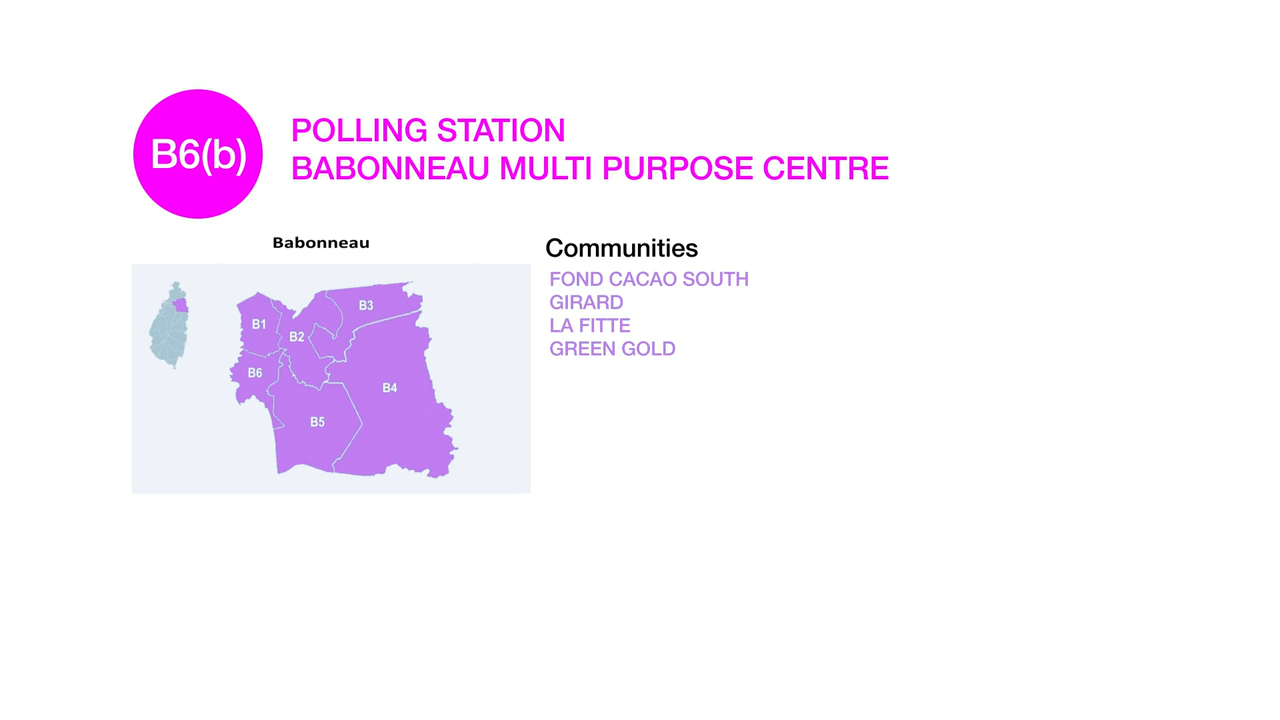 B6(b)
POLLING STATION
BABONNEAU MULTI PURPOSE CENTRE
Babonneau
B1
B2
B3
B4
B5
B6
Communities
FOND CACAO SOUTH
GIRARD
LA FITTE
GREEN GOLD